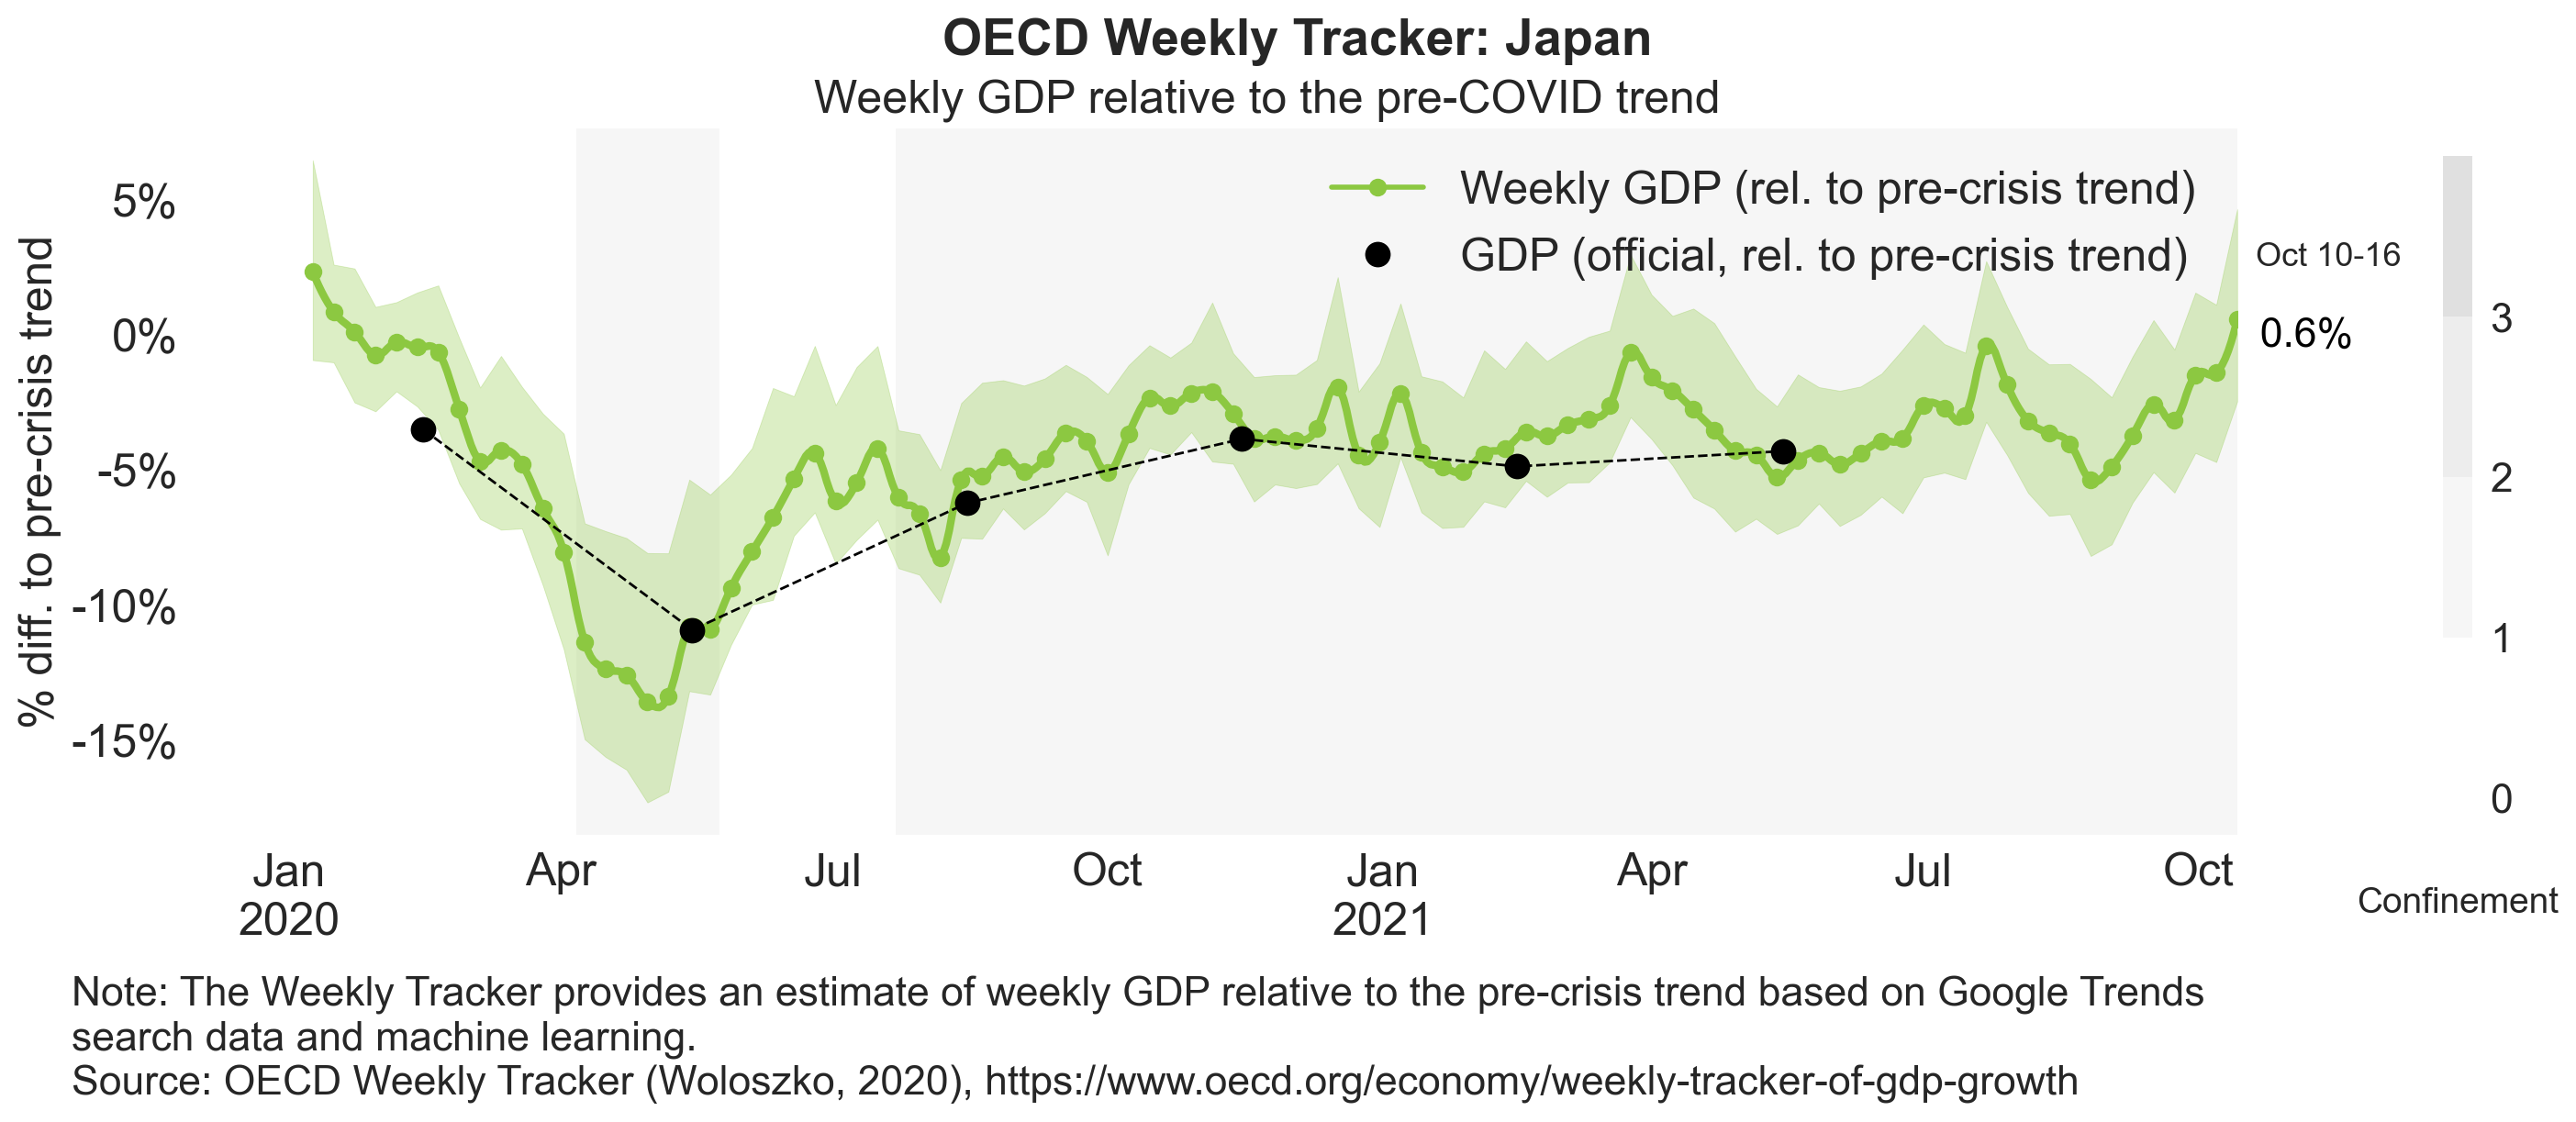 OECD Weekly Tracker: Japan
Weekly GDP relative to the pre-COVID trend
% diff. to pre-crisis trend
5%
0%
-5%
-10%
-15%
Weekly GDP (rel. to pre-crisis trend)
GDP (official, rel. to pre-crisis trend)
Oct 10-16
0.6%
3
2
1
0
Confinement
Jan Apr Jul Oct Jan Apr Jul Oct
2020 2021
Note: The Weekly Tracker provides an estimate of weekly GDP relative to the pre-crisis trend based on Google Trends
search data and machine learning.
Source: OECD Weekly Tracker (Woloszko, 2020), https://www.oecd.org/economy/weekly-tracker-of-gdp-growth